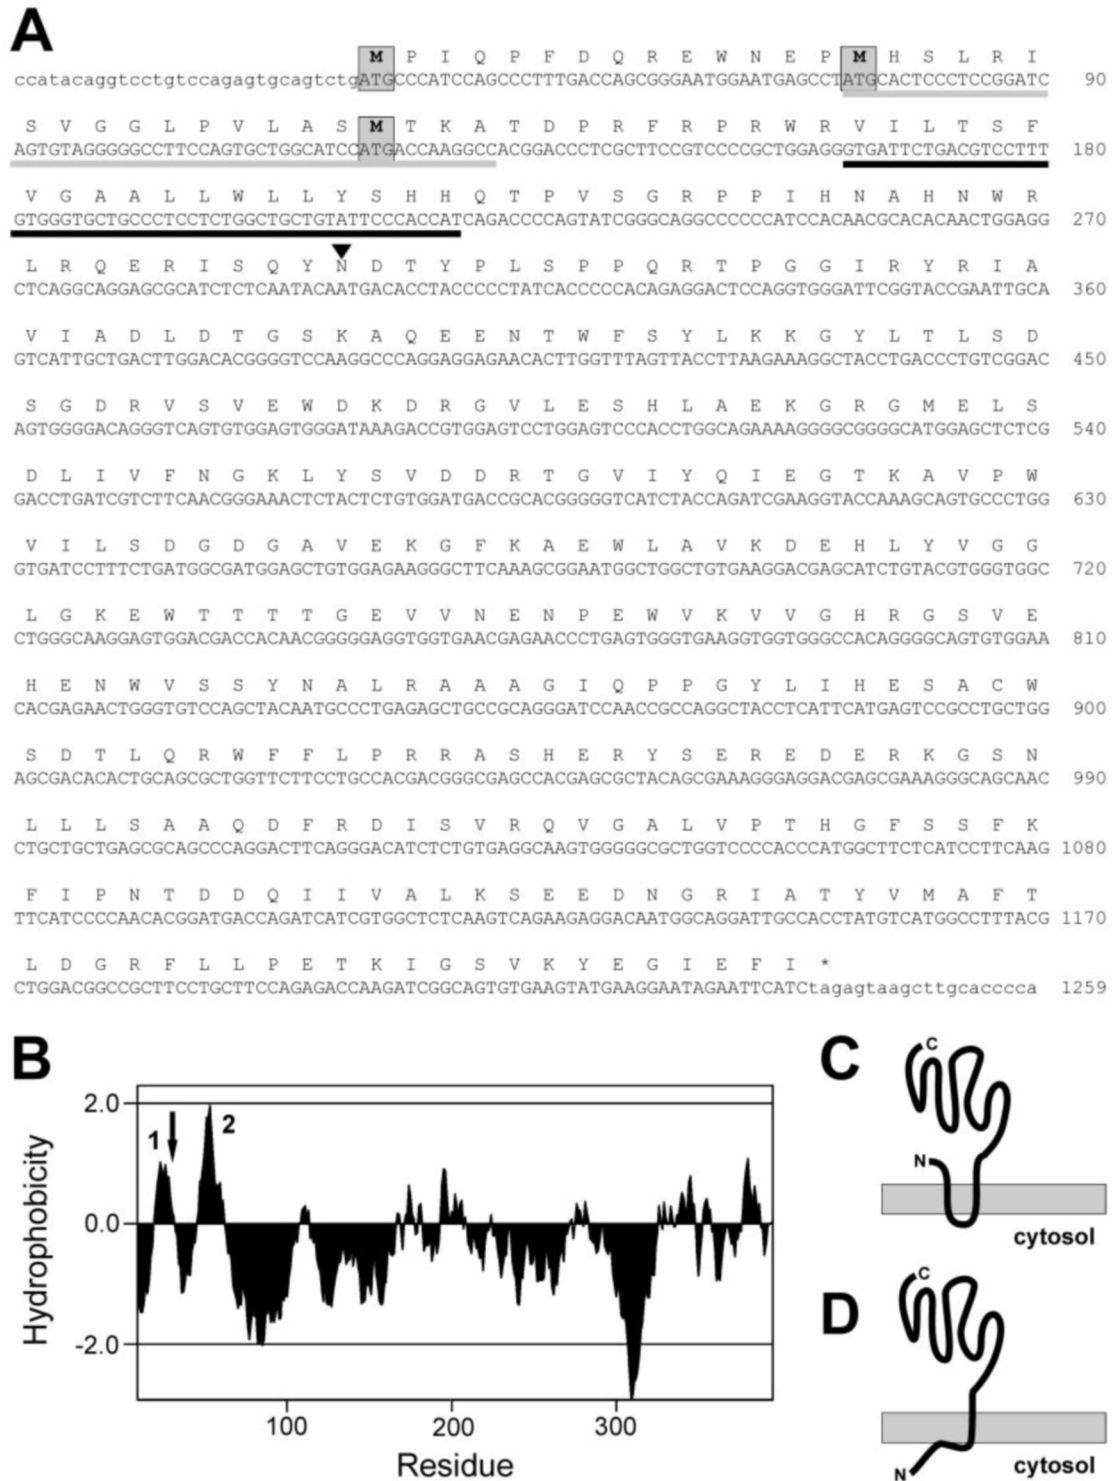 A
M P I Q P F D Q R E W N E P M H S L R I
ccatacaggtcctgtccagagtgcagtctgATGCCCATCCAGCCCTTTGACCAGCGGGAATGGAATGAGCCTATGCACTCCCTCCGGATC 90
S V G G L P V L A S M T K A T D P R F R P R W R V I L T S F
AGTGTAGGGGGCCTTCCAGTGCTGGCATCCATGACCAAGGCCACGGACCCTCGCTTCCGTCCCCGCTGGAGGGTGATTCTGACGTCCTTT 180
V G A A L L W L L Y S H H Q T P V S G R P P I H N A H N W R
GTGGGTGCTGCCCTCCTCTGGCTGCTGTATTCCCACCATCAGACCCCAGTATCGGGCAGGCCCCCCATCCACAACGCACACAACTGGAGG 270
L R Q E R I S Q Y N D T Y P L S P P Q R T P G G I R Y R I A
CTCAGGCAGGAGCGCATCTCTCAATACAATGACACCTACCCCCTATCACCCCCACAGAGGACTCCAGGTGGGATTCGGTACCGAATTGCA 360
V I A D L D T G S K A Q E E N T W F S Y L K K G Y L T L S D
GTCATTGCTGACTTGGACACGGGGTCCAAGGCCCAGGAGGAGAACACTTGGTTTAGTTACCTTAAGAAAGGCTACCTGACCCTGTCGGAC 450
S G D R V S V E W D K D R G V L E S H L A E K G R G M E L S
AGTGGGGACAGGGTCAGTGTGGAGTGGGATAAAGACCGTGGAGTCCTGGAGTCCCACCTGGCAGAAAAGGGGCGGGGCATGGAGCTCTCG 540
D L I V F N G K L Y S V D D R T G V I Y Q I E G T K A V P W
GACCTGATCGTCTTCAACGGGAAACTCTACTCTGTGGATGACCGCACGGGGGTCATCTACCAGATCGAAGGTACCAAAGCAGTGCCCTGG 630
V I L S D G D G A V E K G F K A E W L A V K D E H L Y V G G
GTGATCCTTTCTGATGGCGATGGAGCTGTGGAGAAGGGCTTCAAAGCGGAATGGCTGGCTGTGAAGGACGAGCATCTGTACGTGGGTGGC 720
L G K E W T T T T G E V V N E N P E W V K V V G H R G S V E
CTGGGCAAGGAGTGGACGACCACAACGGGGGAGGTGGTGAACGAGAACCCTGAGTGGGTGAAGGTGGTGGGCCACAGGGGCAGTGTGGAA 810
H E N W V S S Y N A L R A A A G I Q P P G Y L I H E S A C W
CACGAGAACTGGGTGTCCAGCTACAATGCCCTGAGAGCTGCCGCAGGGATCCAACCGCCAGGCTACCTCATTCATGAGTCCGCCTGCTGG 900
S D T L Q R W F F L P R R A S H E R Y S E R E D E R K G S N
AGCGACACACTGCAGCGCTGGTTCTTCCTGCCACGACGGGCGAGCCACGAGCGCTACAGCGAAAGGGAGGACGAGCGAAAGGGCAGCAAC 990
L L L S A A Q D F R D I S V R Q V G A L V P T H G F S S F K
CTGCTGCTGAGCGCAGCCCAGGACTTCAGGGACATCTCTGTGAGGCAAGTGGGGGCGCTGGTCCCCACCCATGGCTTCTCATCCTTCAAG 1080
F I P N T D D Q I I V A L K S E E D N G R I A T Y V M A F T
TTCATCCCCAACACGGATGACCAGATCATCGTGGCTCTCAAGTCAGAAGAGGACAATGGCAGGATTGCCACCTATGTCATGGCCTTTACG 1170
L D G R F L L P E T K I G S V K Y E G I E F I *
CTGGACGGCCGCTTCCTGCTTCCAGAGACCAAGATCGGCAGTGTGAAGTATGAAGGAATAGAATTCATCtagagtaagcttgcacccca 1259
B
Hydrophobicity
2.0
0.0
-2.0
1
2
100 200 300
Residue
C
C
N
cytosol
D
C
N
cytosol